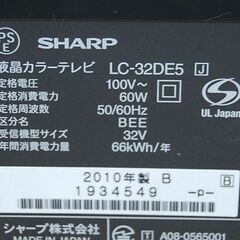 PS
E
SHARP
液晶カラーテレビ LC-32DE5 J
定格電圧: 100V~
定格消費電力: 60W
定格周波数: 50/60Hz
区分名: BEE
受信機型サイズ: 32V
年間消費電力量: 66kWh/年
UL Japan
2010年製 B
1934549 -p-
B
シャープ株式会社
MADE IN JAPAN
T A08-0565001